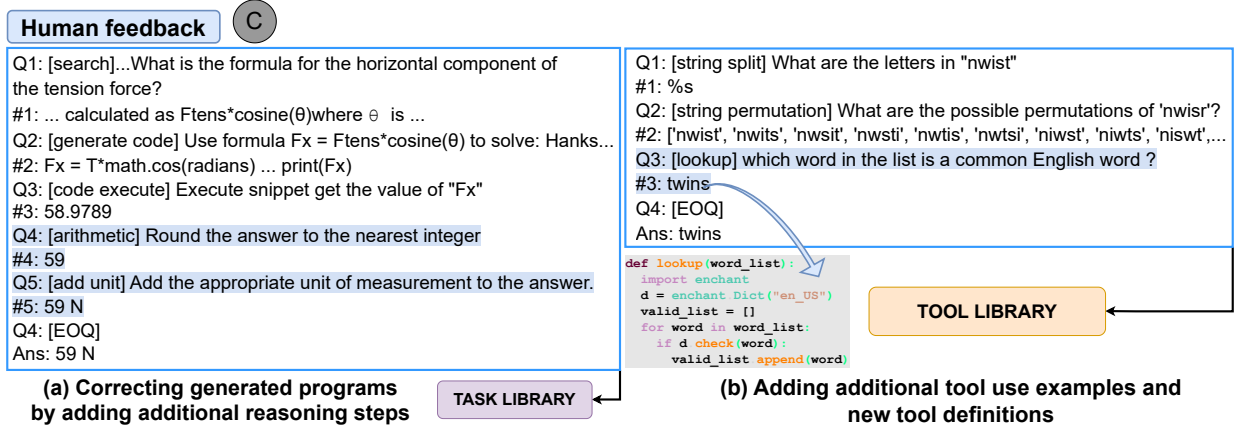 Human feedback
C
Q1: [search]...What is the formula for the horizontal component of
the tension force?
#1: ... calculated as Ftens*cosine(θ)where θ is ...
Q2: [generate code] Use formula Fx = Ftens*cosine(θ) to solve: Hanks...
#2: Fx = T*math.cos(radians) ... print(Fx)
Q3: [code execute] Execute snippet get the value of "Fx"
#3: 58.9789
Q4: [arithmetic] Round the answer to the nearest integer
#4: 59
Q5: [add unit] Add the appropriate unit of measurement to the answer.
#5: 59 N
Q4: [EOQ]
Ans: 59 N
(a) Correcting generated programs
by adding additional reasoning steps
TASK LIBRARY
Q1: [string split] What are the letters in "nwist"
#1: %s
Q2: [string permutation] What are the possible permutations of 'nwisr'?
#2: ['nwist', 'nwits', 'nwsit', 'nwsti', 'nwtis', 'nwtsi', 'niwst', 'niwts', 'niswt',...
Q3: [lookup] which word in the list is a common English word ?
#3: twins
Q4: [EOQ]
Ans: twins
def lookup(word_list):
import enchant
d = enchant.Dict("en_US")
valid_list = []
for word in word_list:
if d.check(word):
valid_list.append(word)
TOOL LIBRARY
(b) Adding additional tool use examples and
new tool definitions